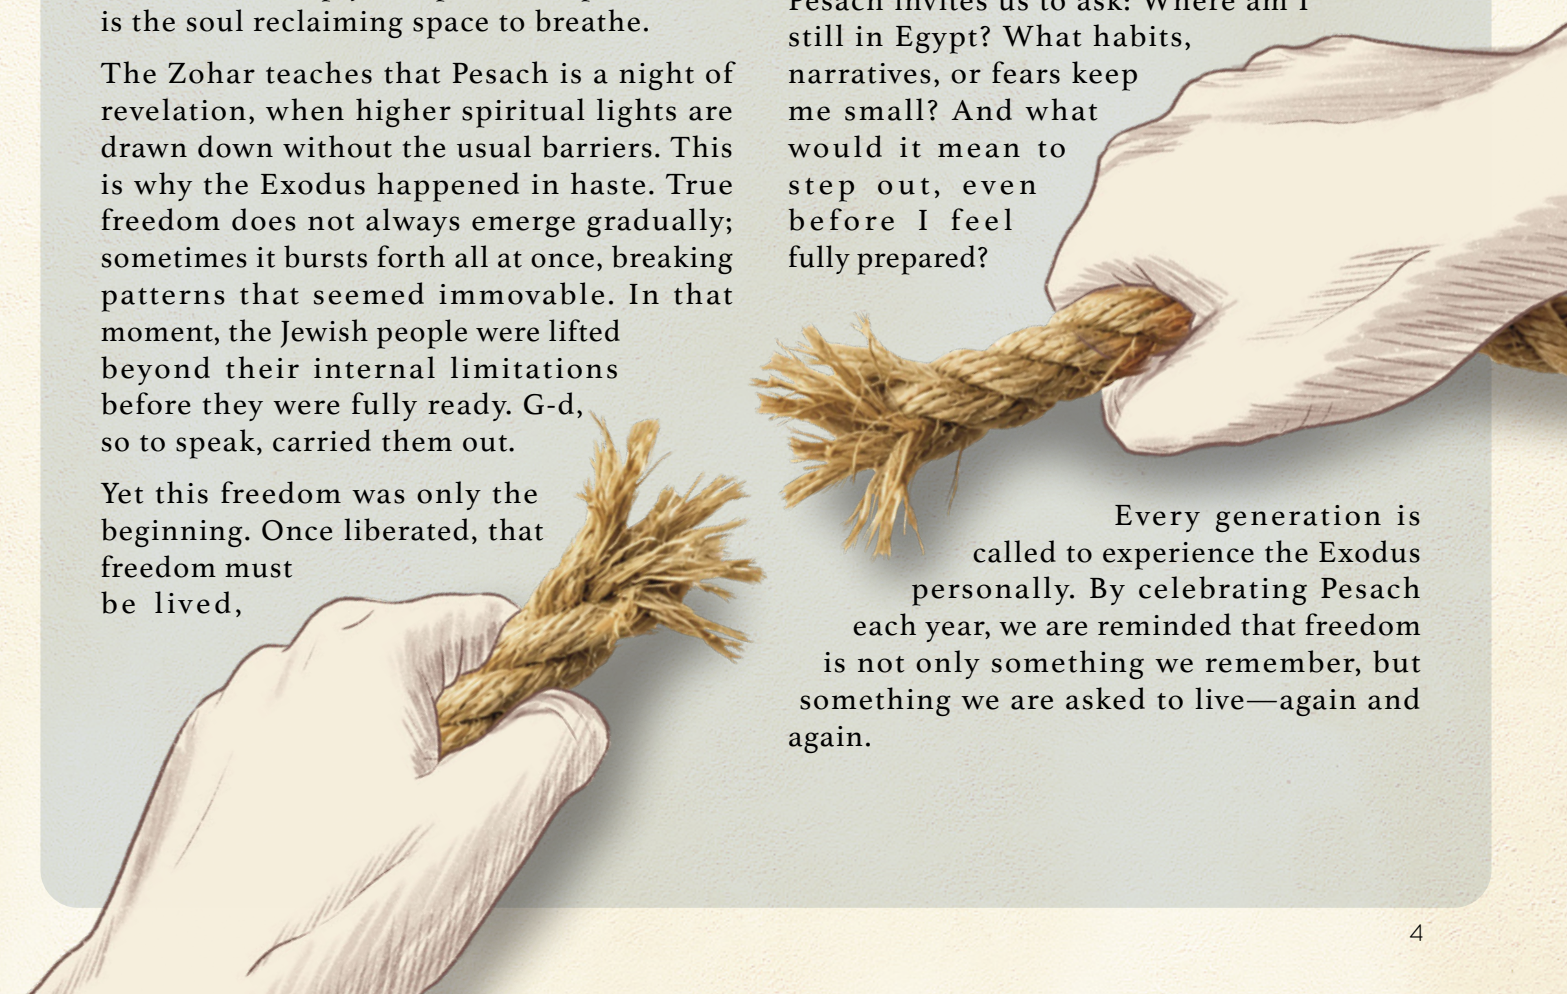 is the soul reclaiming space to breathe.
The Zohar teaches that Pesach is a night of
revelation, when higher spiritual lights are
drawn down without the usual barriers. This
is why the Exodus happened in haste. True
freedom does not always emerge gradually;
sometimes it bursts forth all at once, breaking
patterns that seemed immovable. In that
moment, the Jewish people were lifted
beyond their internal limitations
before they were fully ready. G-d,
so to speak, carried them out.
Yet this freedom was only the
beginning. Once liberated, that
freedom must
be lived,
Pesach invites us to ask: Where am I
still in Egypt? What habits,
narratives, or fears keep
me small? And what
would it mean to
step out, even
before I feel
fully prepared?
Every generation is
called to experience the Exodus
personally. By celebrating Pesach
each year, we are reminded that freedom
is not only something we remember, but
something we are asked to live—again and
again.
4